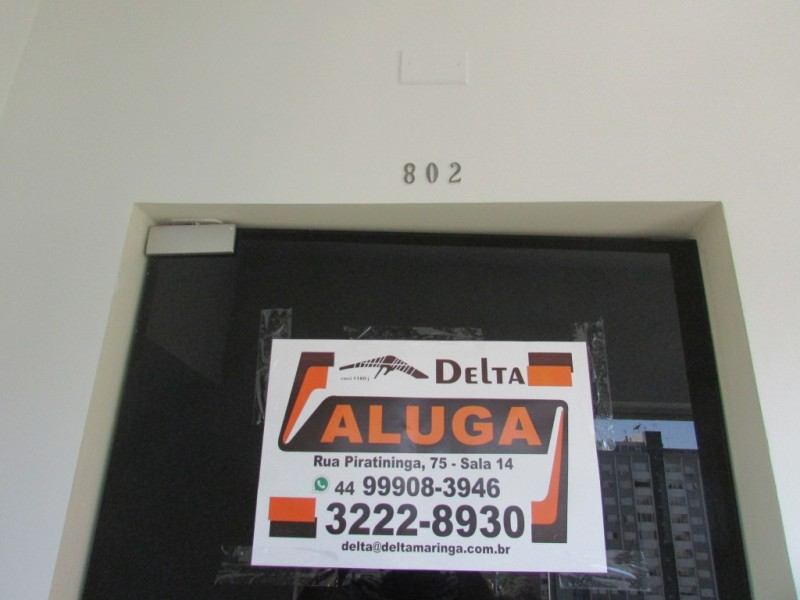 802
DELTA
ALUGA
Rua Piratininga, 75 - Sala 14
44 99908-3946
3222-8930
delta@deltamaringa.com.br